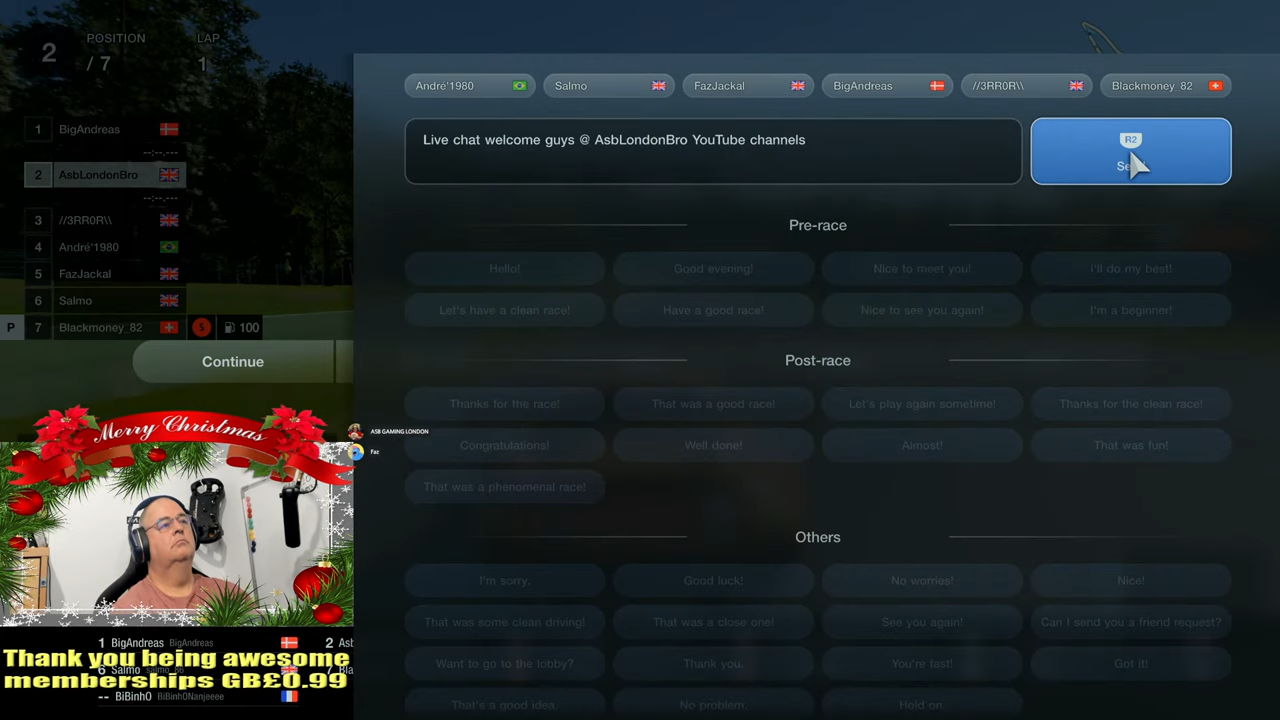 2
POSITION
/ 7
LAP
1
1 BigAndreas
--:--.---
2 AsbLondonBro
--:--.---
3 //3RR0R\\
4 André'1980
5 FazJackal
6 Salmo
P 7 Blackmoney_82 S 100
Continue
André'1980 Salmo FazJackal BigAndreas //3RR0R\\ Blackmoney_82
Live chat welcome guys @ AsbLondonBro YouTube channels
R2
Pre-race
Hello! Good evening! Nice to meet you! I'll do my best!
Let's have a clean race! Have a good race! Nice to see you again! I'm a beginner!
Post-race
Thanks for the race! That was a good race! Let's play again sometime! Thanks for the clean race!
Congratulations! Well done! Almost! That was fun!
That was a phenomenal race!
Others
I'm sorry. Good luck! No worries! Nice!
That was some clean driving! That was a close one! See you again! Can I send you a friend request?
Want to go to the lobby? Thank you. You're fast! Got it!
That's a good idea. No problem. Hold on.
Merry Christmas
ASB GAMING LONDON
Faz
1 BigAndreas BigAndreas 2 Asb
Thank you being awesome
6 Salmo
memberships GB£0.99
-- BiBinhO BiBinhONanjeeee